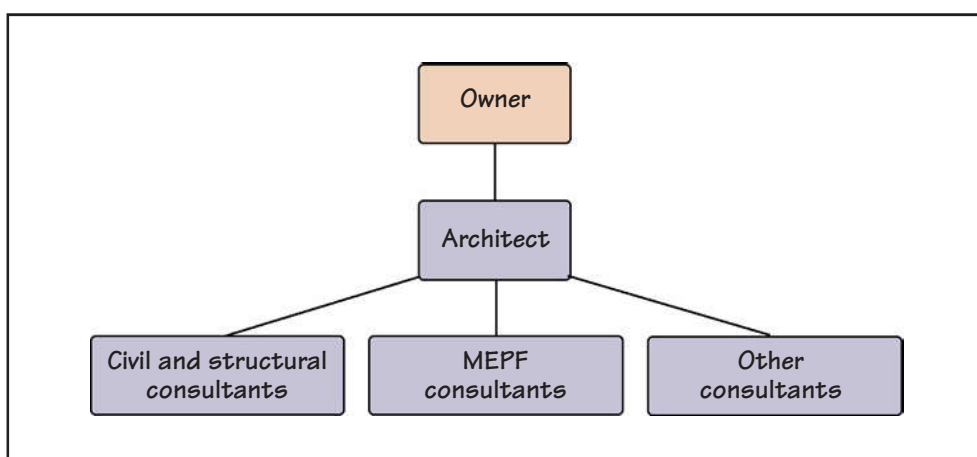 Owner
Architect
Civil and structural
consultants
MEPF
consultants
Other
consultants